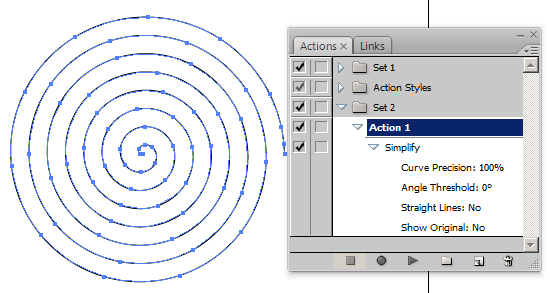 Actions × Links
Set 1
Action Styles
Set 2
Action 1
Simplify
Curve Precision: 100%
Angle Threshold: 0°
Straight Lines: No
Show Original: No